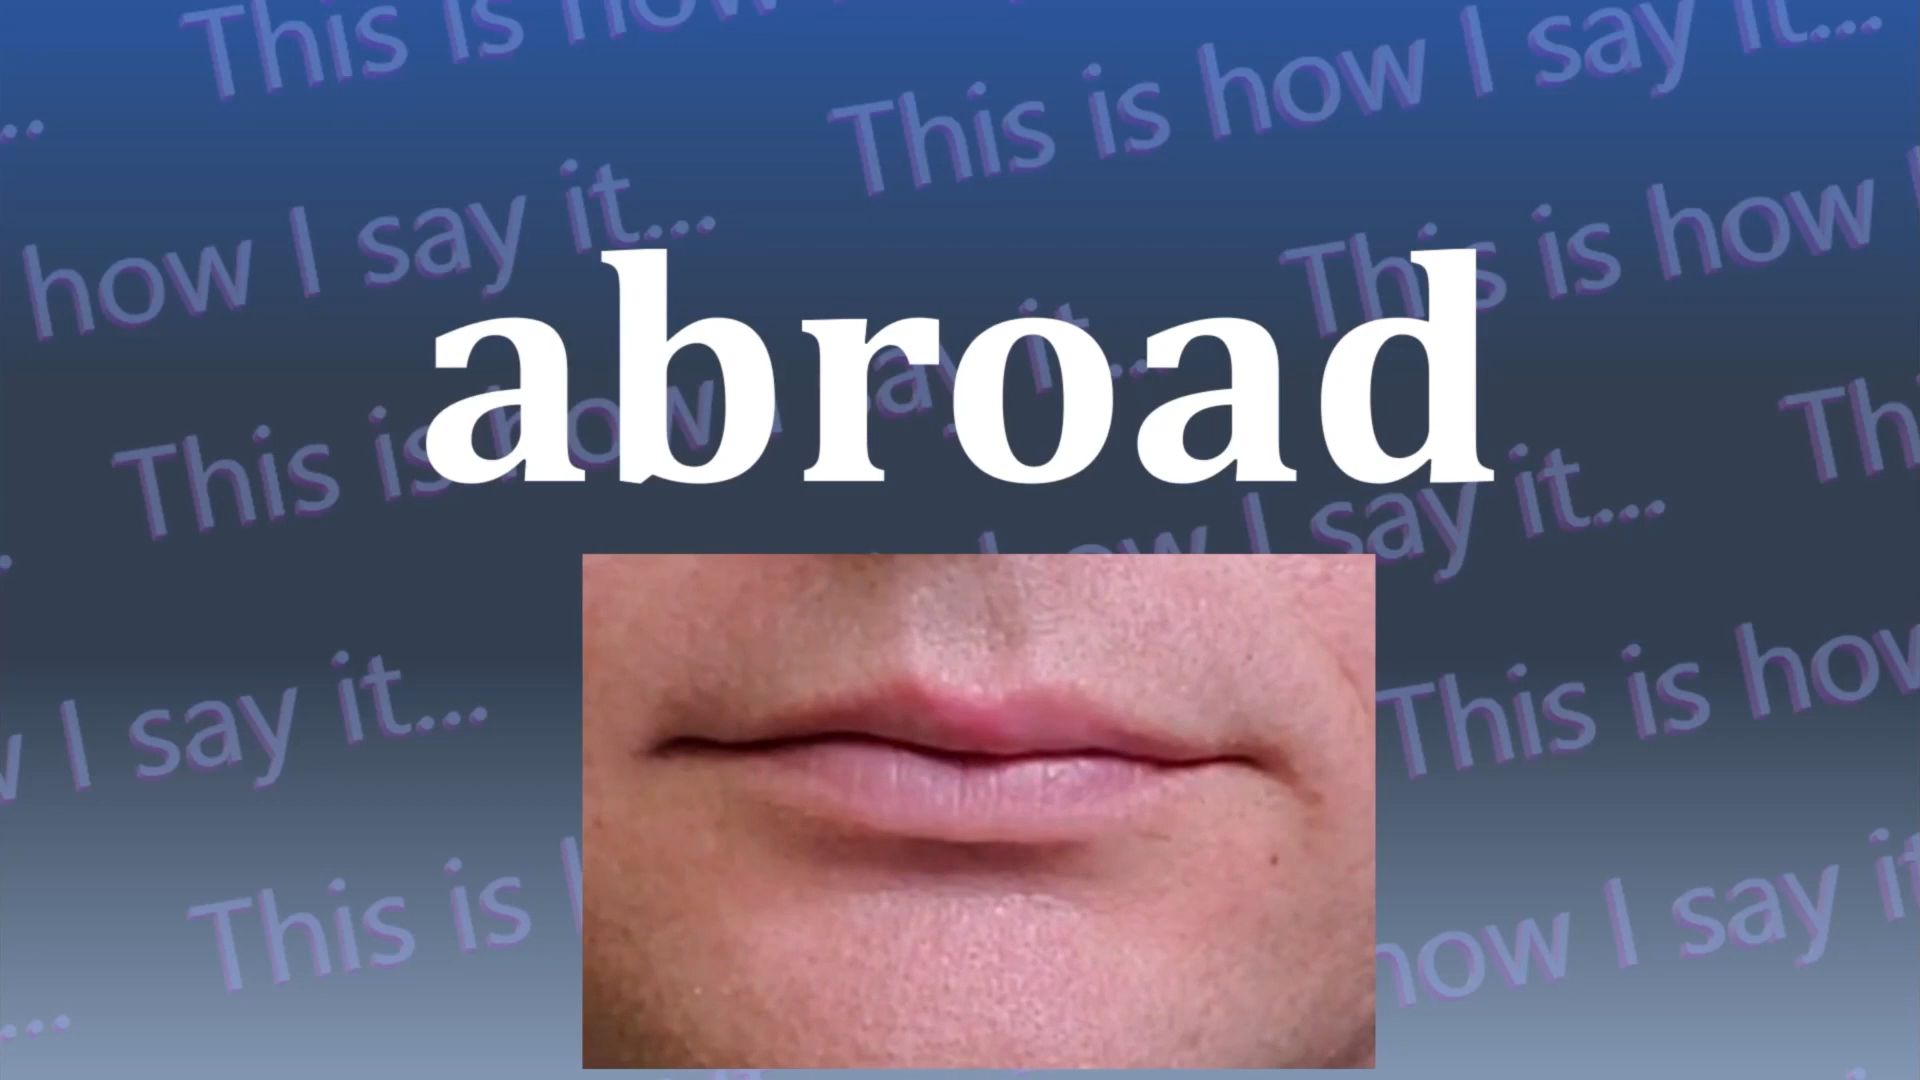 This is how
This is how I say it...
how I say it...
This is how
abroad
This is how I say it...
how I say it...
I say it...
This is how
This is
how I say it